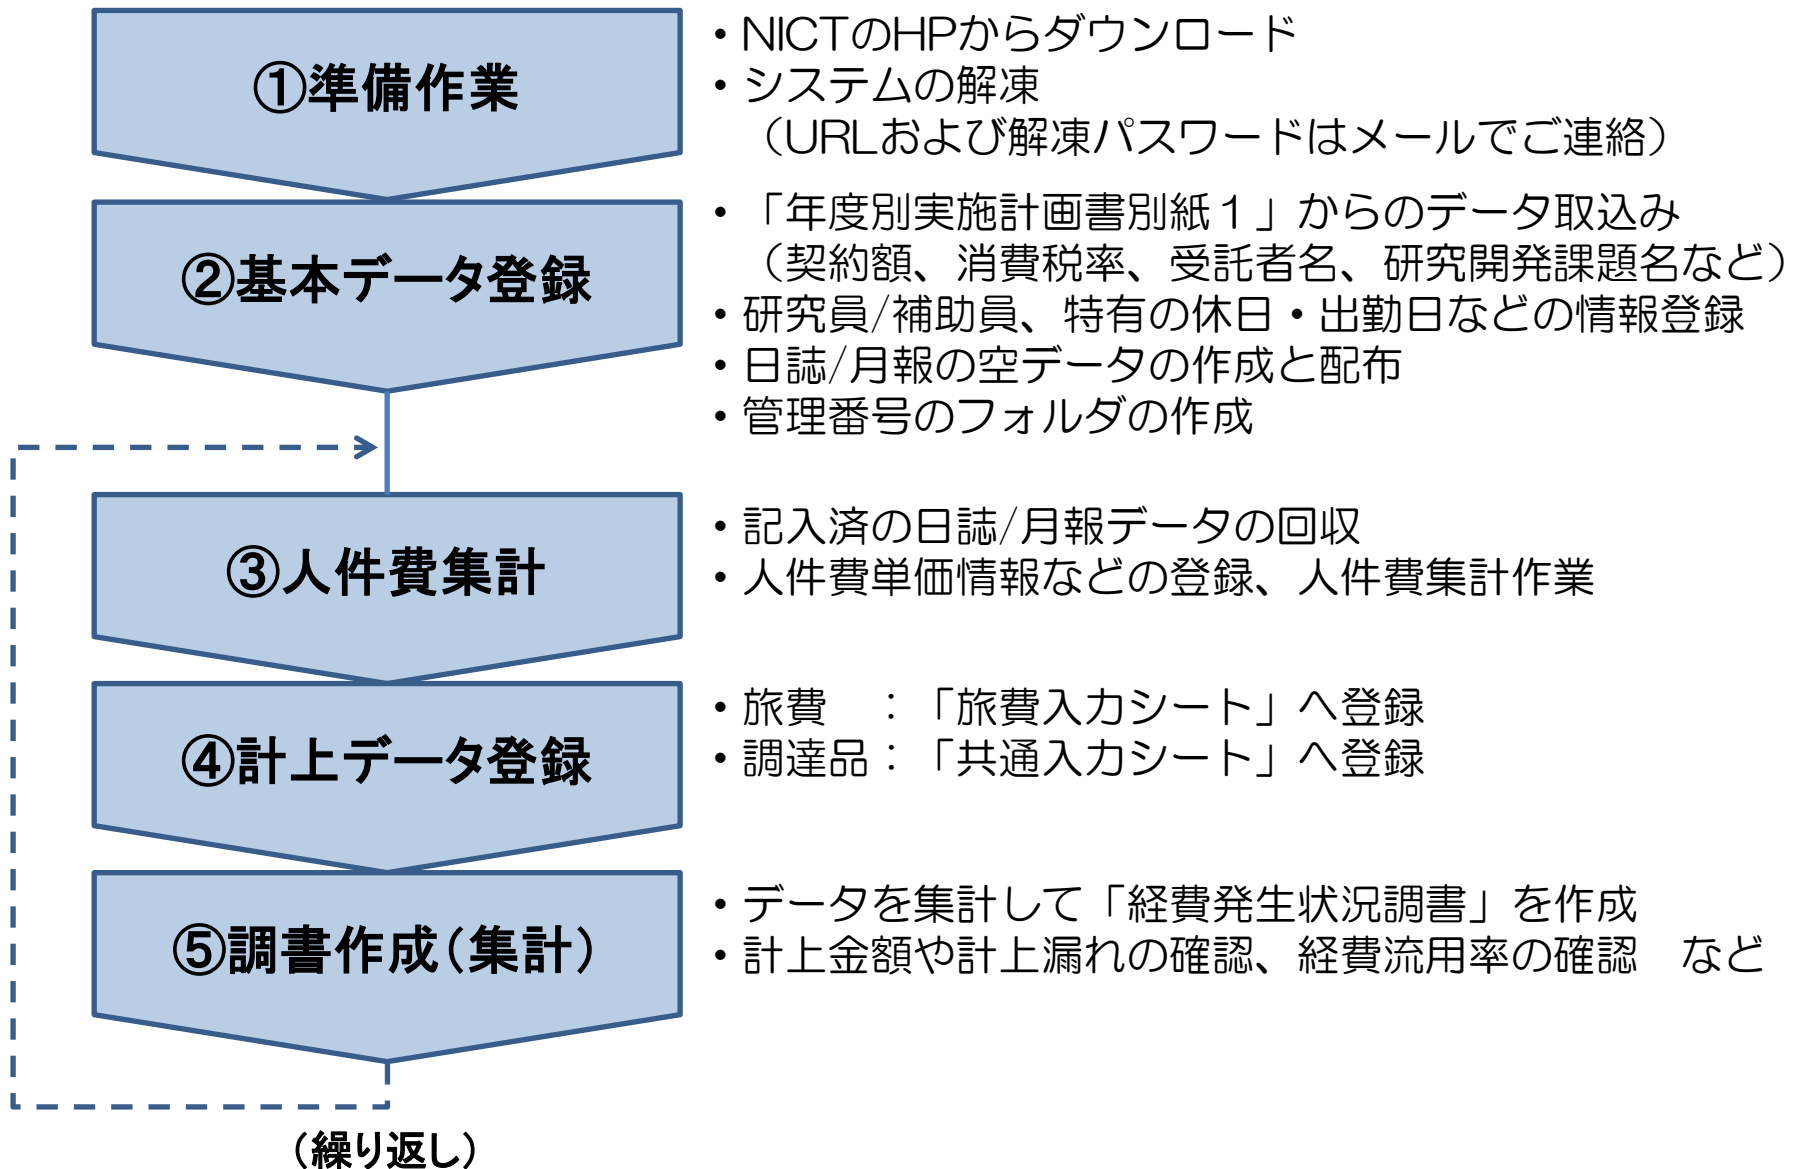 ①準備作業
・NICTのHPからダウンロード
・システムの解凍
（URLおよび解凍パスワードはメールでご連絡）
②基本データ登録
・「年度別実施計画書別紙１」からのデータ取込み
（契約額、消費税率、受託者名、研究開発課題名など）
・研究員/補助員、特有の休日・出勤日などの情報登録
・日誌/月報の空データの作成と配布
・管理番号のフォルダの作成
③人件費集計
・記入済の日誌/月報データの回収
・人件費単価情報などの登録、人件費集計作業
④計上データ登録
・旅費　：「旅費入力シート」へ登録
・調達品：「共通入力シート」へ登録
⑤調書作成（集計）
・データを集計して「経費発生状況調書」を作成
・計上金額や計上漏れの確認、経費流用率の確認　など
（繰り返し）